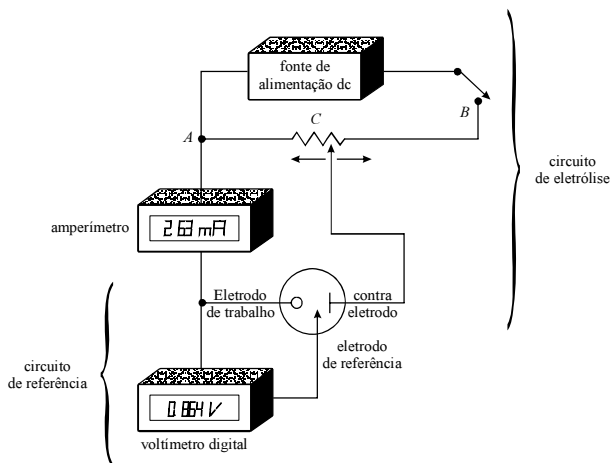 fonte de
alimentação dc
C
A
B
circuito
de eletrólise
amperímetro
2.63 mA
Eletrodo
de trabalho
contra
eletrodo
eletrodo
de referência
circuito
de referência
0.864 V
voltímetro digital